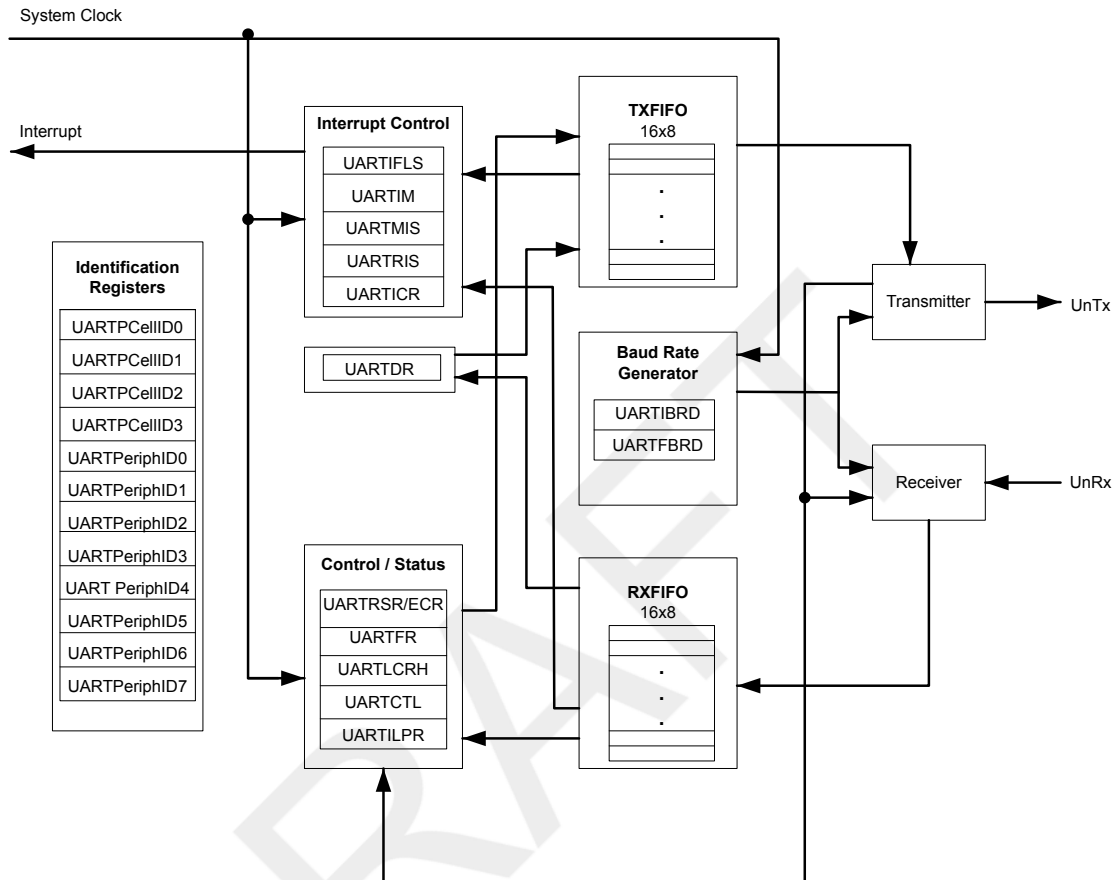 System Clock
Interrupt
Identification
Registers
UARTPCellID0
UARTPCellID1
UARTPCellID2
UARTPCellID3
UARTPeriphID0
UARTPeriphID1
UARTPeriphID2
UARTPeriphID3
UART PeriphID4
UARTPeriphID5
UARTPeriphID6
UARTPeriphID7
Interrupt Control
UARTIFLS
UARTIM
UARTMIS
UARTRIS
UARTICR
UARTDR
Control / Status
UARTRSR/ECR
UARTFR
UARTLCRH
UARTCTL
UARTILPR
TXFIFO
16x8
.
.
.
Baud Rate
Generator
UARTIBRD
UARTFBRD
RXFIFO
16x8
.
.
.
Transmitter
UnTx
Receiver
UnRx
RAFT